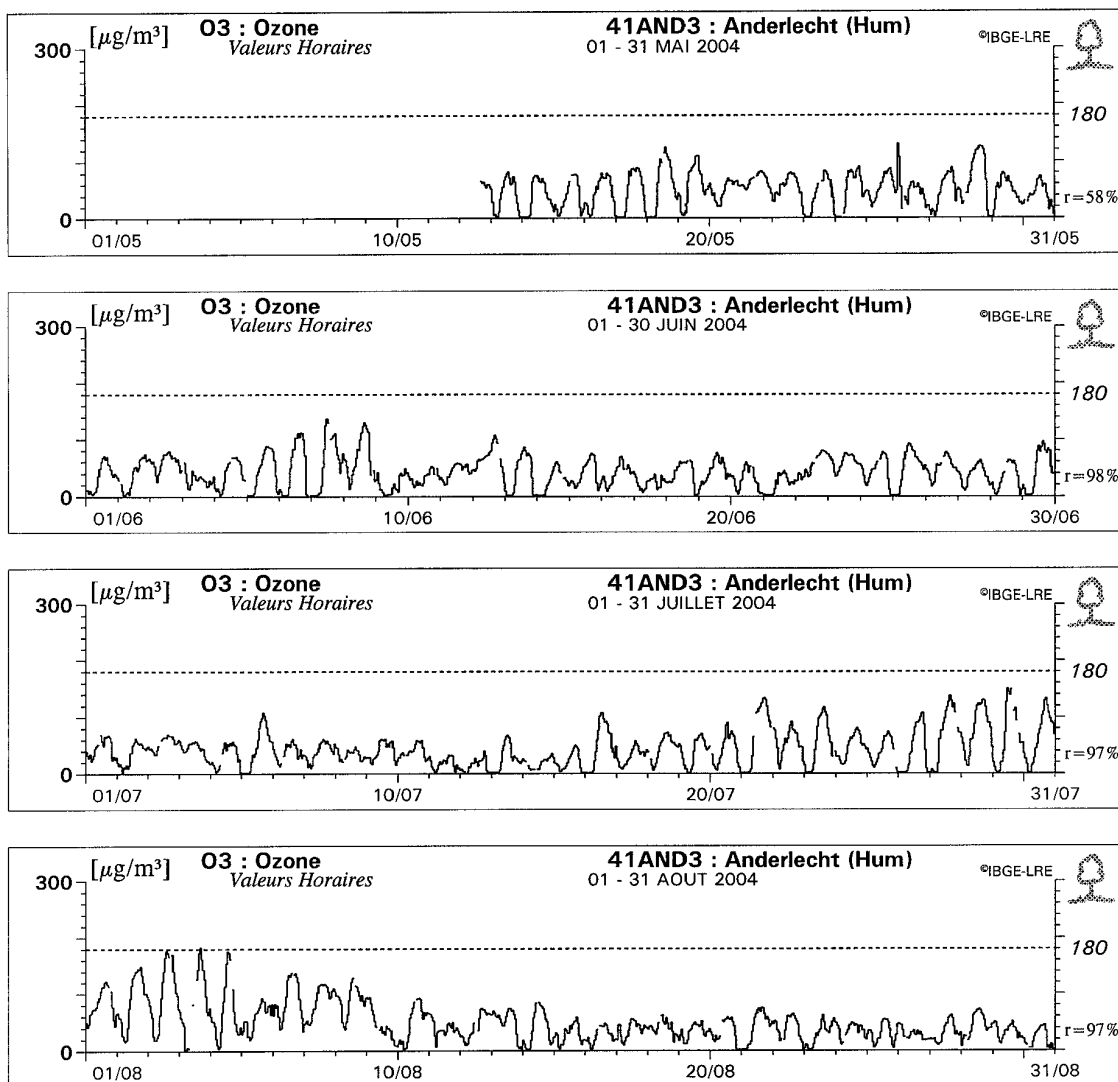 [µg/m³] O3 : Ozone 41AND3 : Anderlecht (Hum) ©IBGE-LRE
Valeurs Horaires 01 - 31 MAI 2004
300
180
r=58%
0
01/05 10/05 20/05 31/05
[µg/m³] O3 : Ozone 41AND3 : Anderlecht (Hum) ©IBGE-LRE
Valeurs Horaires 01 - 30 JUIN 2004
300
180
r=98%
0
01/06 10/06 20/06 30/06
[µg/m³] O3 : Ozone 41AND3 : Anderlecht (Hum) ©IBGE-LRE
Valeurs Horaires 01 - 31 JUILLET 2004
300
180
r=97%
0
01/07 10/07 20/07 31/07
[µg/m³] O3 : Ozone 41AND3 : Anderlecht (Hum) ©IBGE-LRE
Valeurs Horaires 01 - 31 AOUT 2004
300
180
r=97%
0
01/08 10/08 20/08 31/08